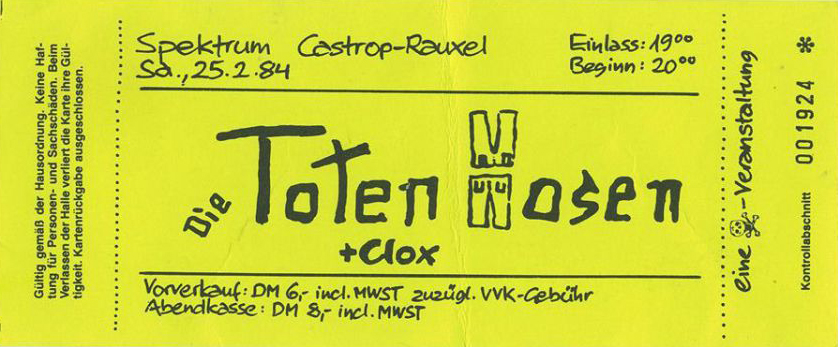 Gültig gemäß der Hausordnung. Keine Haf-
tung für Personen- und Sachschäden. Beim
Verlassen der Halle verliert die Karte ihre Gül-
tigkeit. Kartenrückgabe ausgeschlossen.
Spektrum Castrop-Rauxel
Sa., 25.2.84
Einlass: 19⁰⁰
Beginn: 20⁰⁰
Die Toten Hosen
+Clox
Vorverkauf: DM 6,- incl. MWST zuzügl. VVK-Gebühr
Abendkasse: DM 8,- incl. MWST
eine -Veranstaltung
Kontrollabschnitt 001924 *